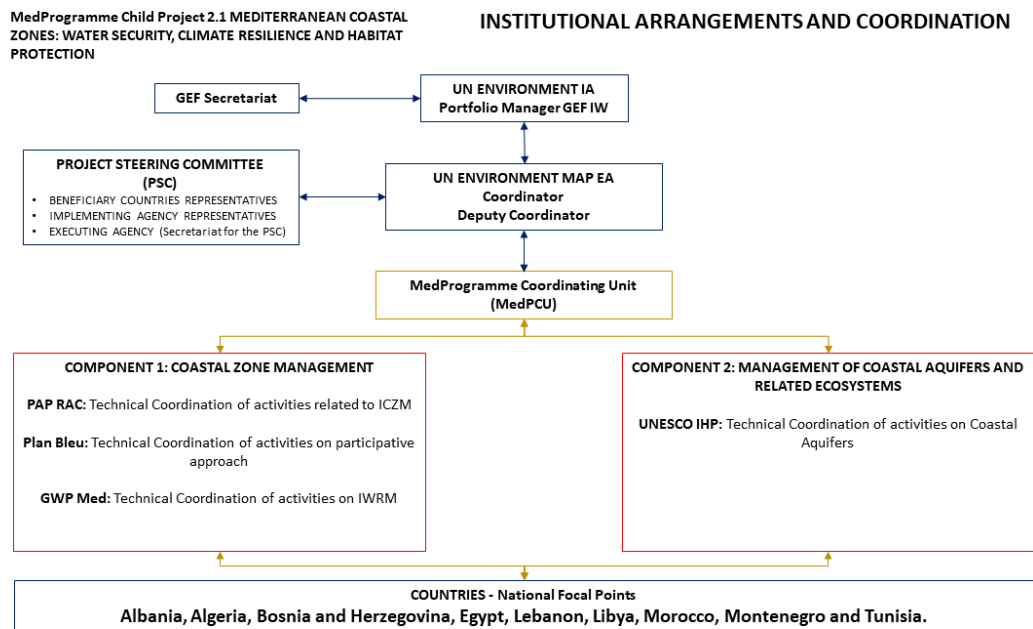 MedProgramme Child Project 2.1 MEDITERRANEAN COASTAL
ZONES: WATER SECURITY, CLIMATE RESILIENCE AND HABITAT
PROTECTION
INSTITUTIONAL ARRANGEMENTS AND COORDINATION
GEF Secretariat
UN ENVIRONMENT IA
Portfolio Manager GEF IW
PROJECT STEERING COMMITTEE
(PSC)
• BENEFICIARY COUNTRIES REPRESENTATIVES
• IMPLEMENTING AGENCY REPRESENTATIVES
• EXECUTING AGENCY (Secretariat for the PSC)
UN ENVIRONMENT MAP EA
Coordinator
Deputy Coordinator
MedProgramme Coordinating Unit
(MedPCU)
COMPONENT 1: COASTAL ZONE MANAGEMENT
PAP RAC: Technical Coordination of activities related to ICZM
Plan Bleu: Technical Coordination of activities on participative
approach
GWP Med: Technical Coordination of activities on IWRM
COMPONENT 2: MANAGEMENT OF COASTAL AQUIFERS AND
RELATED ECOSYSTEMS
UNESCO IHP: Technical Coordination of activities on Coastal
Aquifers
COUNTRIES - National Focal Points
Albania, Algeria, Bosnia and Herzegovina, Egypt, Lebanon, Libya, Morocco, Montenegro and Tunisia.